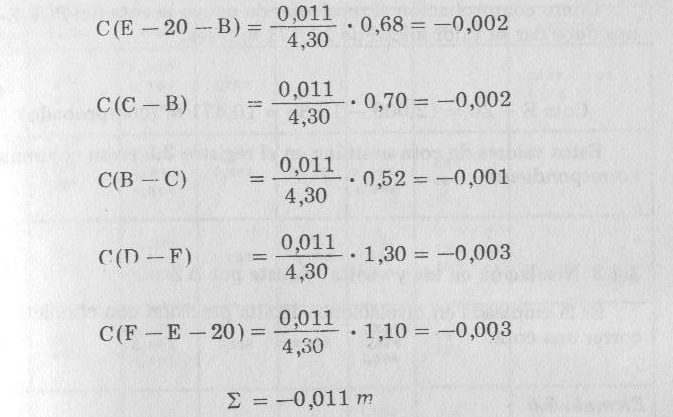 C(E — 20 — B) = 0,011/4,30 · 0,68 = —0,002
C(C — B) = 0,011/4,30 · 0,70 = —0,002
C(B — C) = 0,011/4,30 · 0,52 = —0,001
C(D — F) = 0,011/4,30 · 1,30 = —0,003
C(F — E — 20) = 0,011/4,30 · 1,10 = —0,003
Σ = —0,011 m